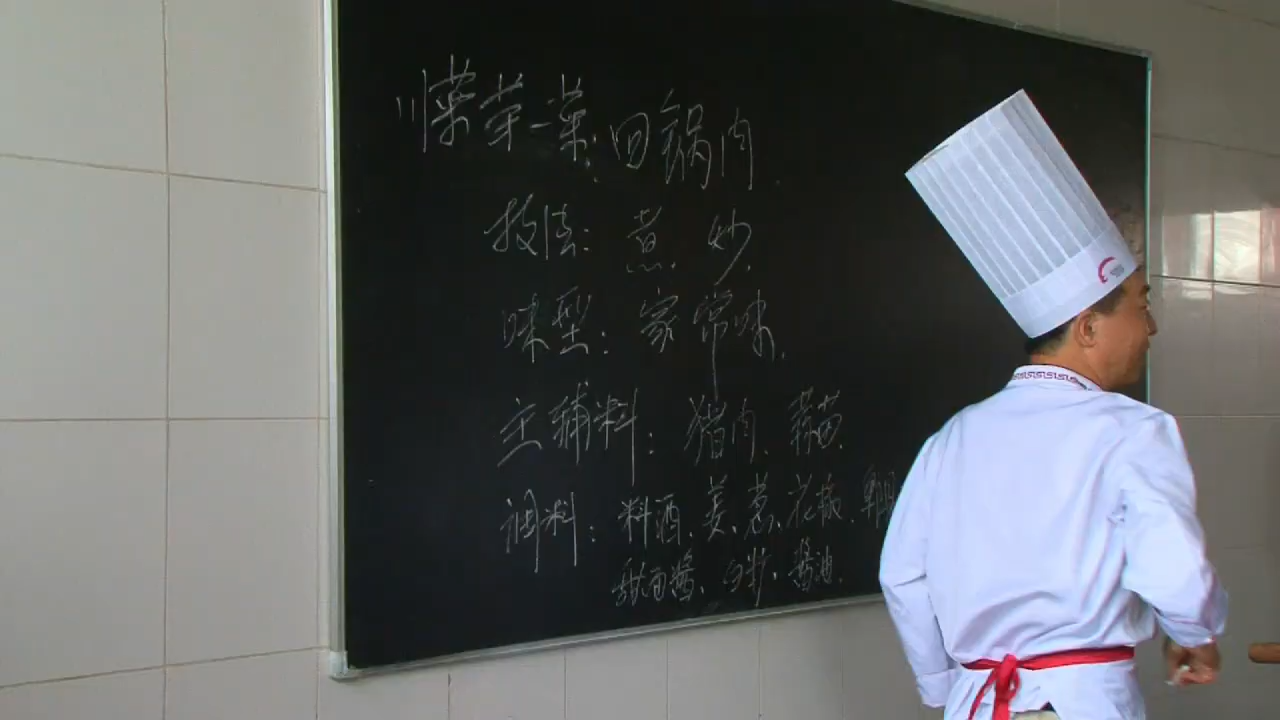 川菜第一菜:回锅肉.
技法:煮.炒.
味型:家常味.
主辅料:猪肉.蒜苗.
调料:料酒.姜.葱.花椒.
甜面酱.白糖.酱油.